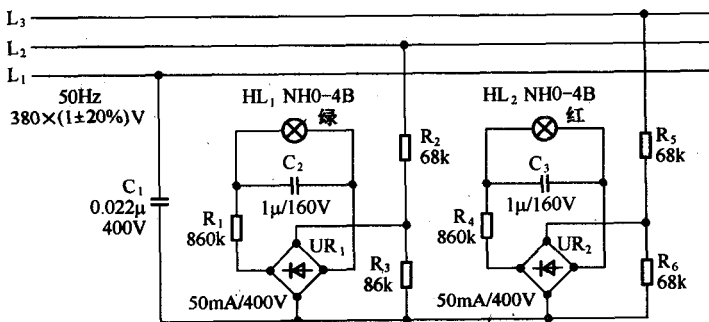 L₃
L₂
L₁
50Hz
380×(1±20%)V
HL₁ NH0-4B
绿
HL₂ NH0-4B
红
R₂
68k
R₅
68k
C₁
0.022μ
400V
C₂
1μ/160V
C₃
1μ/160V
R₁
860k
UR₁
R₃
86k
R₄
860k
UR₂
R₆
68k
50mA/400V
50mA/400V